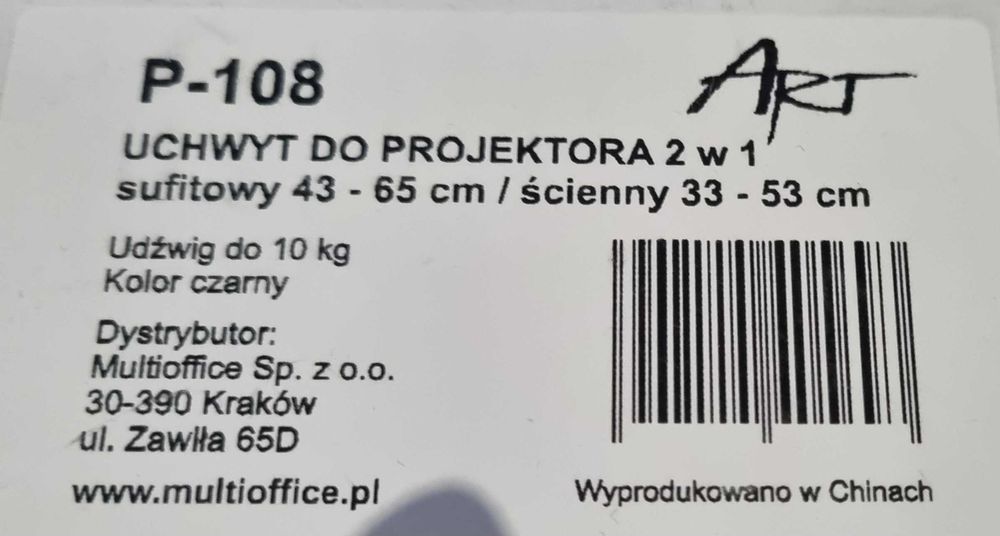 P-108
ART
UCHWYT DO PROJEKTORA 2 w 1
sufitowy 43 - 65 cm / ścienny 33 - 53 cm
Udźwig do 10 kg
Kolor czarny
Dystrybutor:
Multioffice Sp. z o.o.
30-390 Kraków
ul. Zawiła 65D
www.multioffice.pl
Wyprodukowano w Chinach